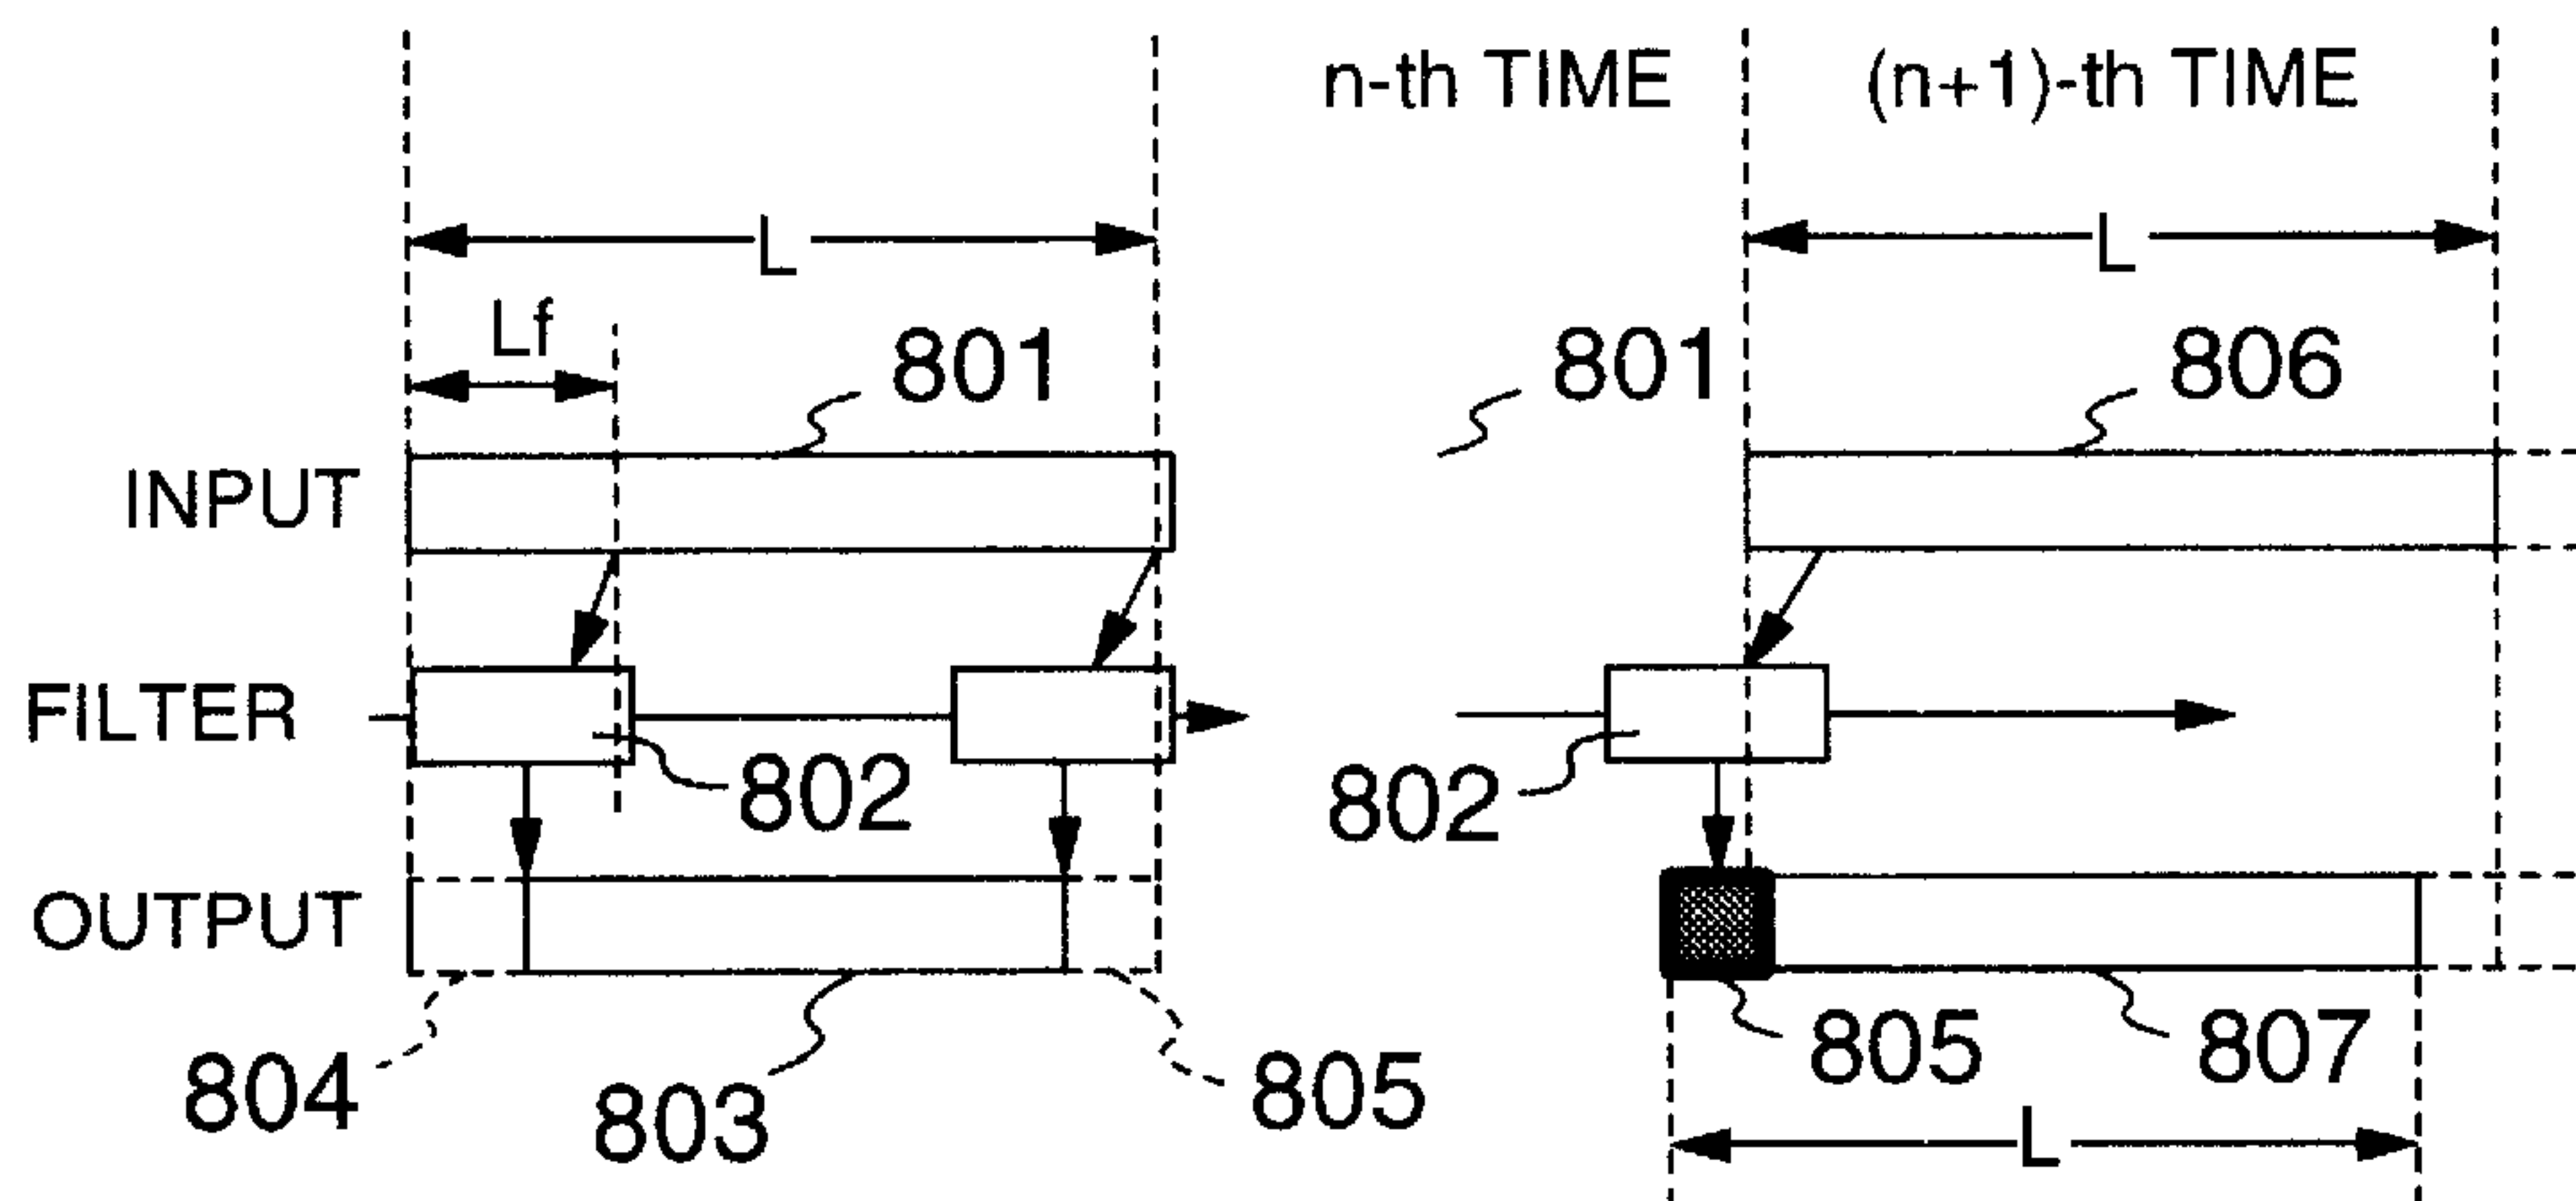 n-th TIME (n+1)-th TIME
L L
Lf
801 801 806
INPUT
FILTER
802 802
OUTPUT
804 803 805 805 807
L